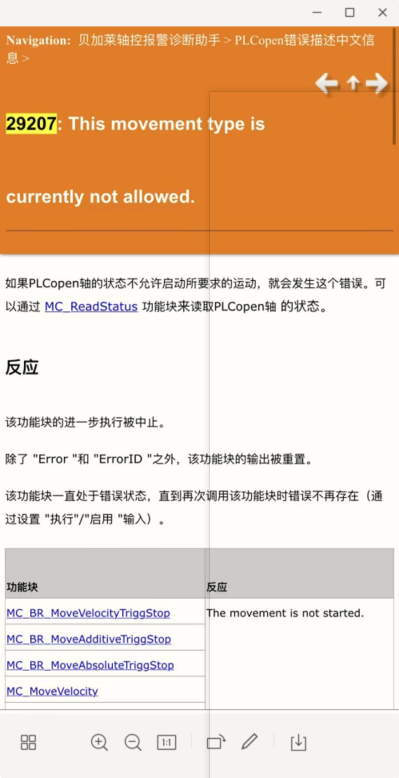 Navigation: 贝加莱轴控报警诊断助手 > PLCopen错误描述中文信
息 >
29207: This movement type is
currently not allowed.
如果PLCopen轴的状态不允许启动所要求的运动，就会发生这个错误。可
以通过 MC_ReadStatus 功能块来读取PLCopen轴 的状态。
反应
该功能块的进一步执行被中止。
除了 "Error "和 "ErrorID "之外，该功能块的输出被重置。
该功能块一直处于错误状态，直到再次调用该功能块时错误不再存在（通
过设置 "执行"/"启用 "输入）。
功能块 反应
MC_BR_MoveVelocityTriggStop The movement is not started.
MC_BR_MoveAdditiveTriggStop
MC_BR_MoveAbsoluteTriggStop
MC_MoveVelocity
1:1